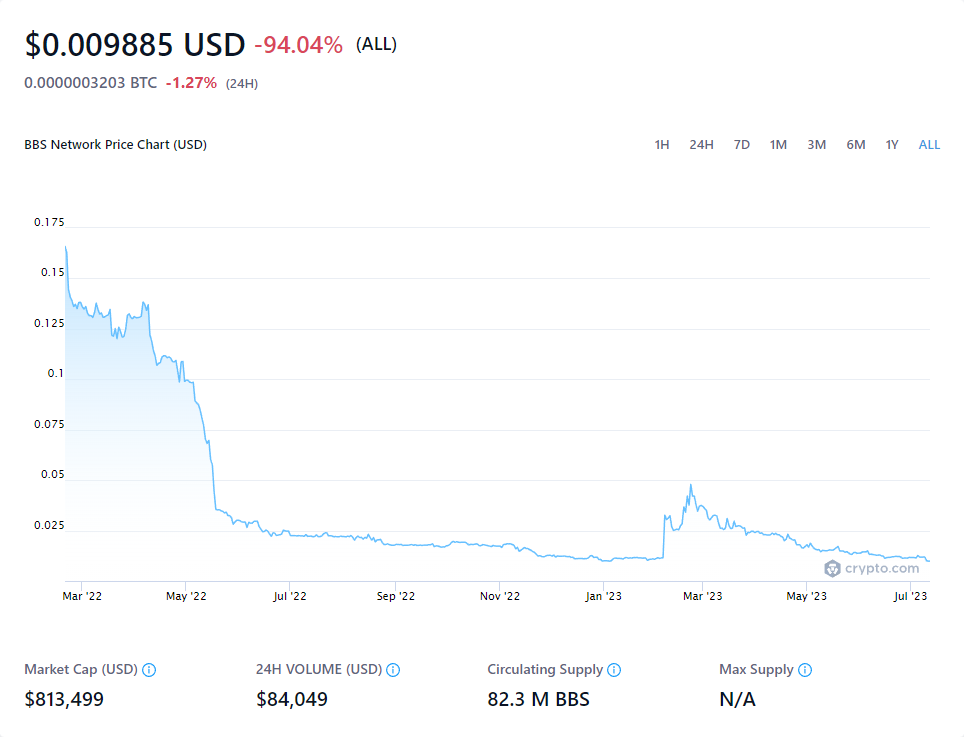 $0.009885 USD -94.04% (ALL)
0.0000003203 BTC -1.27% (24H)
BBS Network Price Chart (USD) 1H 24H 7D 1M 3M 6M 1Y ALL
0.175
0.15
0.125
0.1
0.075
0.05
0.025
crypto.com
Mar '22 May '22 Jul '22 Sep '22 Nov '22 Jan '23 Mar '23 May '23 Jul '23
Market Cap (USD) 24H VOLUME (USD) Circulating Supply Max Supply
$813,499 $84,049 82.3 M BBS N/A